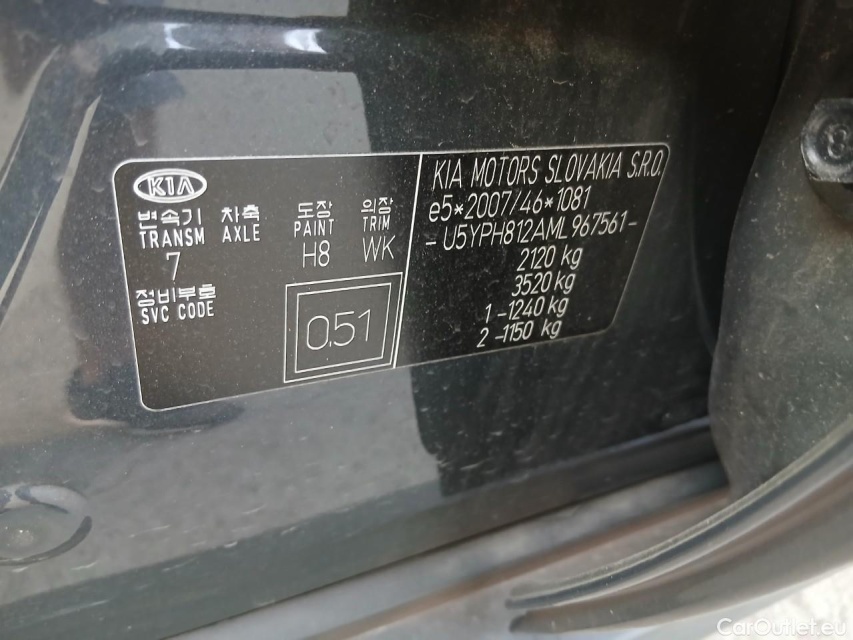 KIA
변속기 차축 도장 의장
TRANSM AXLE PAINT TRIM
7 H8 WK
정비부호
SVC CODE
0.51
KIA MOTORS SLOVAKIA S.R.O.
e5*2007/46*1081
-U5YPH812AML967561-
2120 kg
3520 kg
1-1240 kg
2-1150 kg
8
CarOutlet.eu